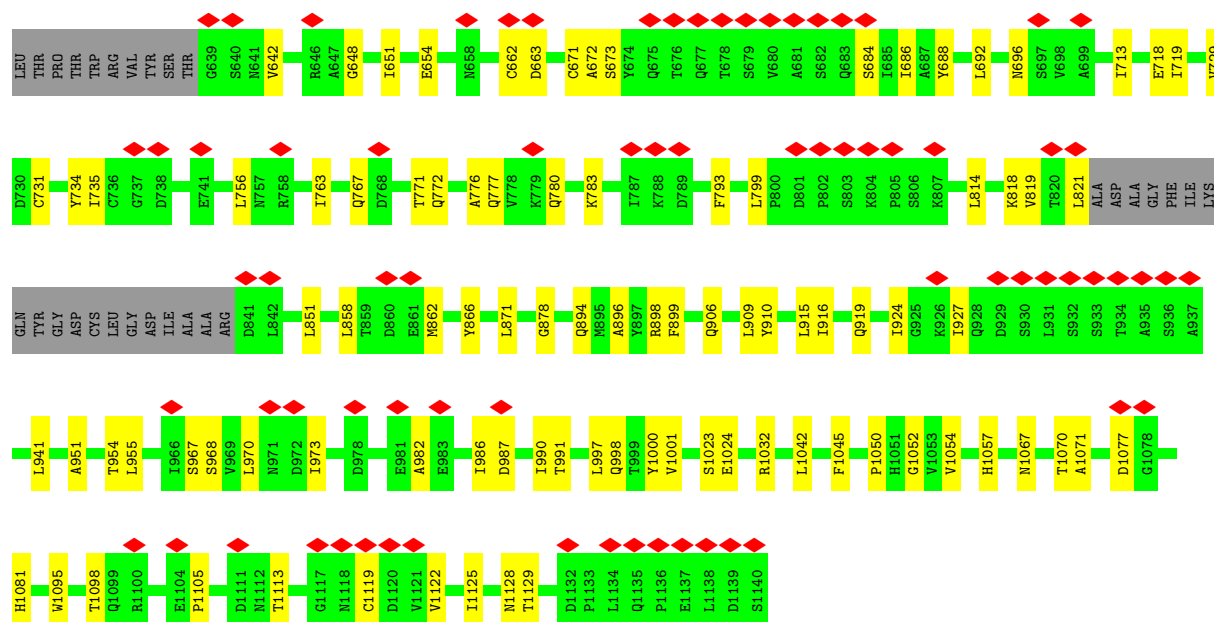 LEU THR PRO THR THR TRP ARG VAL TYR SER THR G639 S640 N641 V642 R646 A647 G648 I651 E654 N658 C662 D663 C671 A672 S673 Y674 Q675 T676 Q677 T678 S679 V680 A681 S682 Q683 S684 I685 I686 A687 Y688 L692 N696 S697 V698 A699 I713 E718 I719
D730 C731 Y734 I735 C736 G737 D738 E741 L756 N757 R758 I763 Q767 D768 T771 Q772 A776 Q777 V778 K779 Q780 K783 I787 K788 D789 F793 L799 P800 D801 P802 S803 K804 P805 S806 K807 L814 K818 V819 T820 L821 ALA ASP ALA GLY PHE ILE LYS
GLN TYR GLY ASP CYS LEU GLY ASP ILE ALA ALA ARG D841 L842 L851 L858 T859 D860 E861 M862 Y866 L871 G878 Q894 M895 A896 Y897 R898 F899 Q906 L909 Y910 L915 I916 Q919 I924 G925 K926 I927 Q928 D929 S930 L931 S932 S933 T934 A935 S936 A937
L941 A951 T954 L955 I966 S967 S968 V969 L970 N971 D972 I973 D978 E981 A982 E983 I986 D987 I990 T991 L997 Q998 T999 Y1000 V1001 S1023 E1024 R1032 L1042 F1045 P1050 H1051 G1052 V1053 V1054 H1057 N1067 T1070 A1071 D1077 G1078
H1081 W1095 T1098 Q1099 R1100 E1104 P1105 D1111 N1112 T1113 G1117 N1118 C1119 D1120 V1121 V1122 I1125 N1128 T1129 D1132 P1133 L1134 Q1135 P1136 E1137 L1138 D1139 S1140